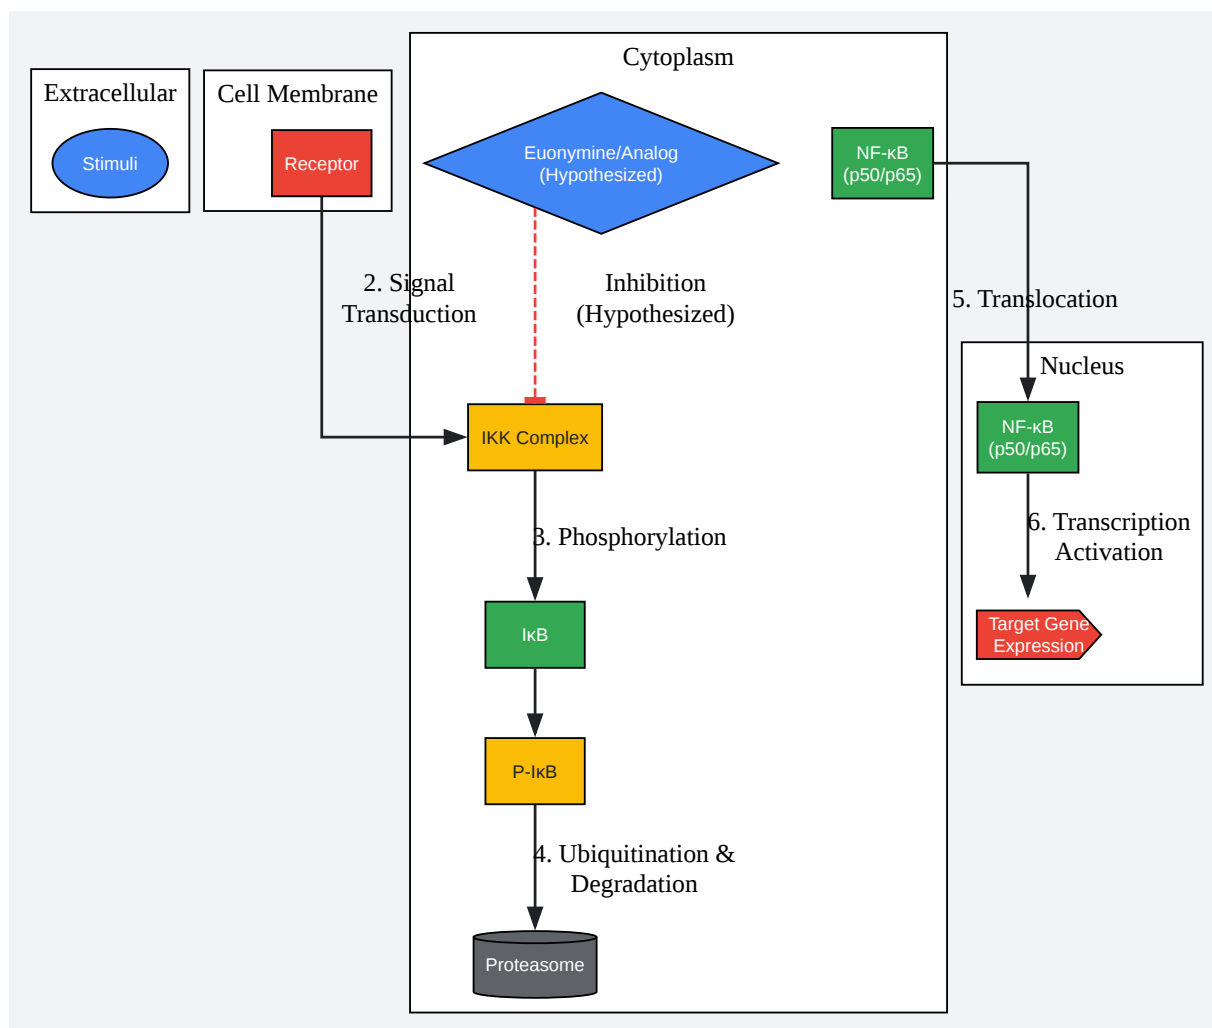 Extracellular
Stimuli
Cell Membrane
Receptor
Cytoplasm
Euonymine/Analog
(Hypothesized)
NF-κB
(p50/p65)
2. Signal
Transduction
Inhibition
(Hypothesized)
5. Translocation
Nucleus
NF-κB
(p50/p65)
IKK Complex
6. Transcription
Activation
3. Phosphorylation
IκB
Target Gene
Expression
P-IκB
4. Ubiquitination &
Degradation
Proteasome